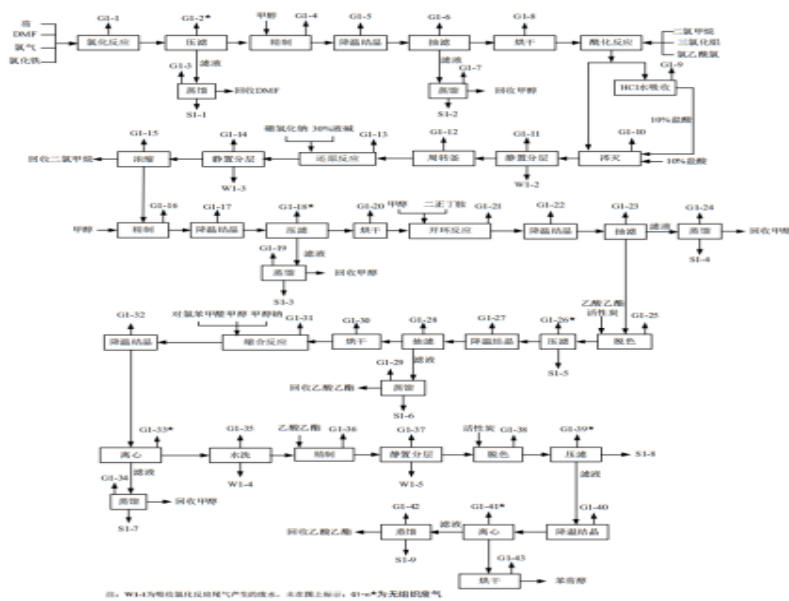 芴 G1-1 G1-2* 甲醇 G1-4 G1-5 G1-6 G1-8 二氯甲烷
DMF 氯化反应 压滤 精制 降温结晶 抽滤 烘干 酰化反应 三氯化铝
氯气 氯乙酰氯
氯化铁 G1-3 滤液 滤液 G1-7 G1-9
蒸馏 回收DMF 蒸馏 回收甲醇 HCl水吸收
S1-1 S1-2
10%盐酸
G1-15 G1-14 硼氢化钠 30%液碱 G1-13 G1-12 G1-11 G1-10
回收二氯甲烷 浓缩 静置分层 还原反应 周转釜 静置分层 淬灭 10%盐酸
W1-3 W1-2
G1-16 G1-17 G1-18* G1-20 甲醇 二正丁胺 G1-21 G1-22 G1-23 G1-24
甲醇 精制 降温结晶 压滤 烘干 开环反应 降温结晶 抽滤 滤液 蒸馏 回收甲醇
G1-19 滤液 S1-4
蒸馏 回收甲醇
S1-3
G1-32 对氯苯甲醛 甲醇 甲醇钠 G1-31 G1-30 G1-28 G1-27 G1-26* 乙酸乙酯 G1-25
活性炭
降温结晶 缩合反应 烘干 抽滤 降温结晶 压滤 脱色
G1-29 滤液 S1-5
回收乙酸乙酯 蒸馏
S1-6
G1-33* G1-35 乙酸乙酯 G1-36 G1-37 活性炭 G1-38 G1-39*
离心 水洗 精制 静置分层 脱色 压滤 S1-8
G1-34 滤液 W1-4 W1-5 滤液
蒸馏 回收甲醇 G1-42 G1-41* G1-40
S1-7 回收乙酸乙酯 蒸馏 滤液 离心 降温结晶
S1-9 G1-43
烘干 苯芴醇
注：W1-1为吸收氯化反应尾气产生的废水，未在图上标示；G1-n*为无组织废气